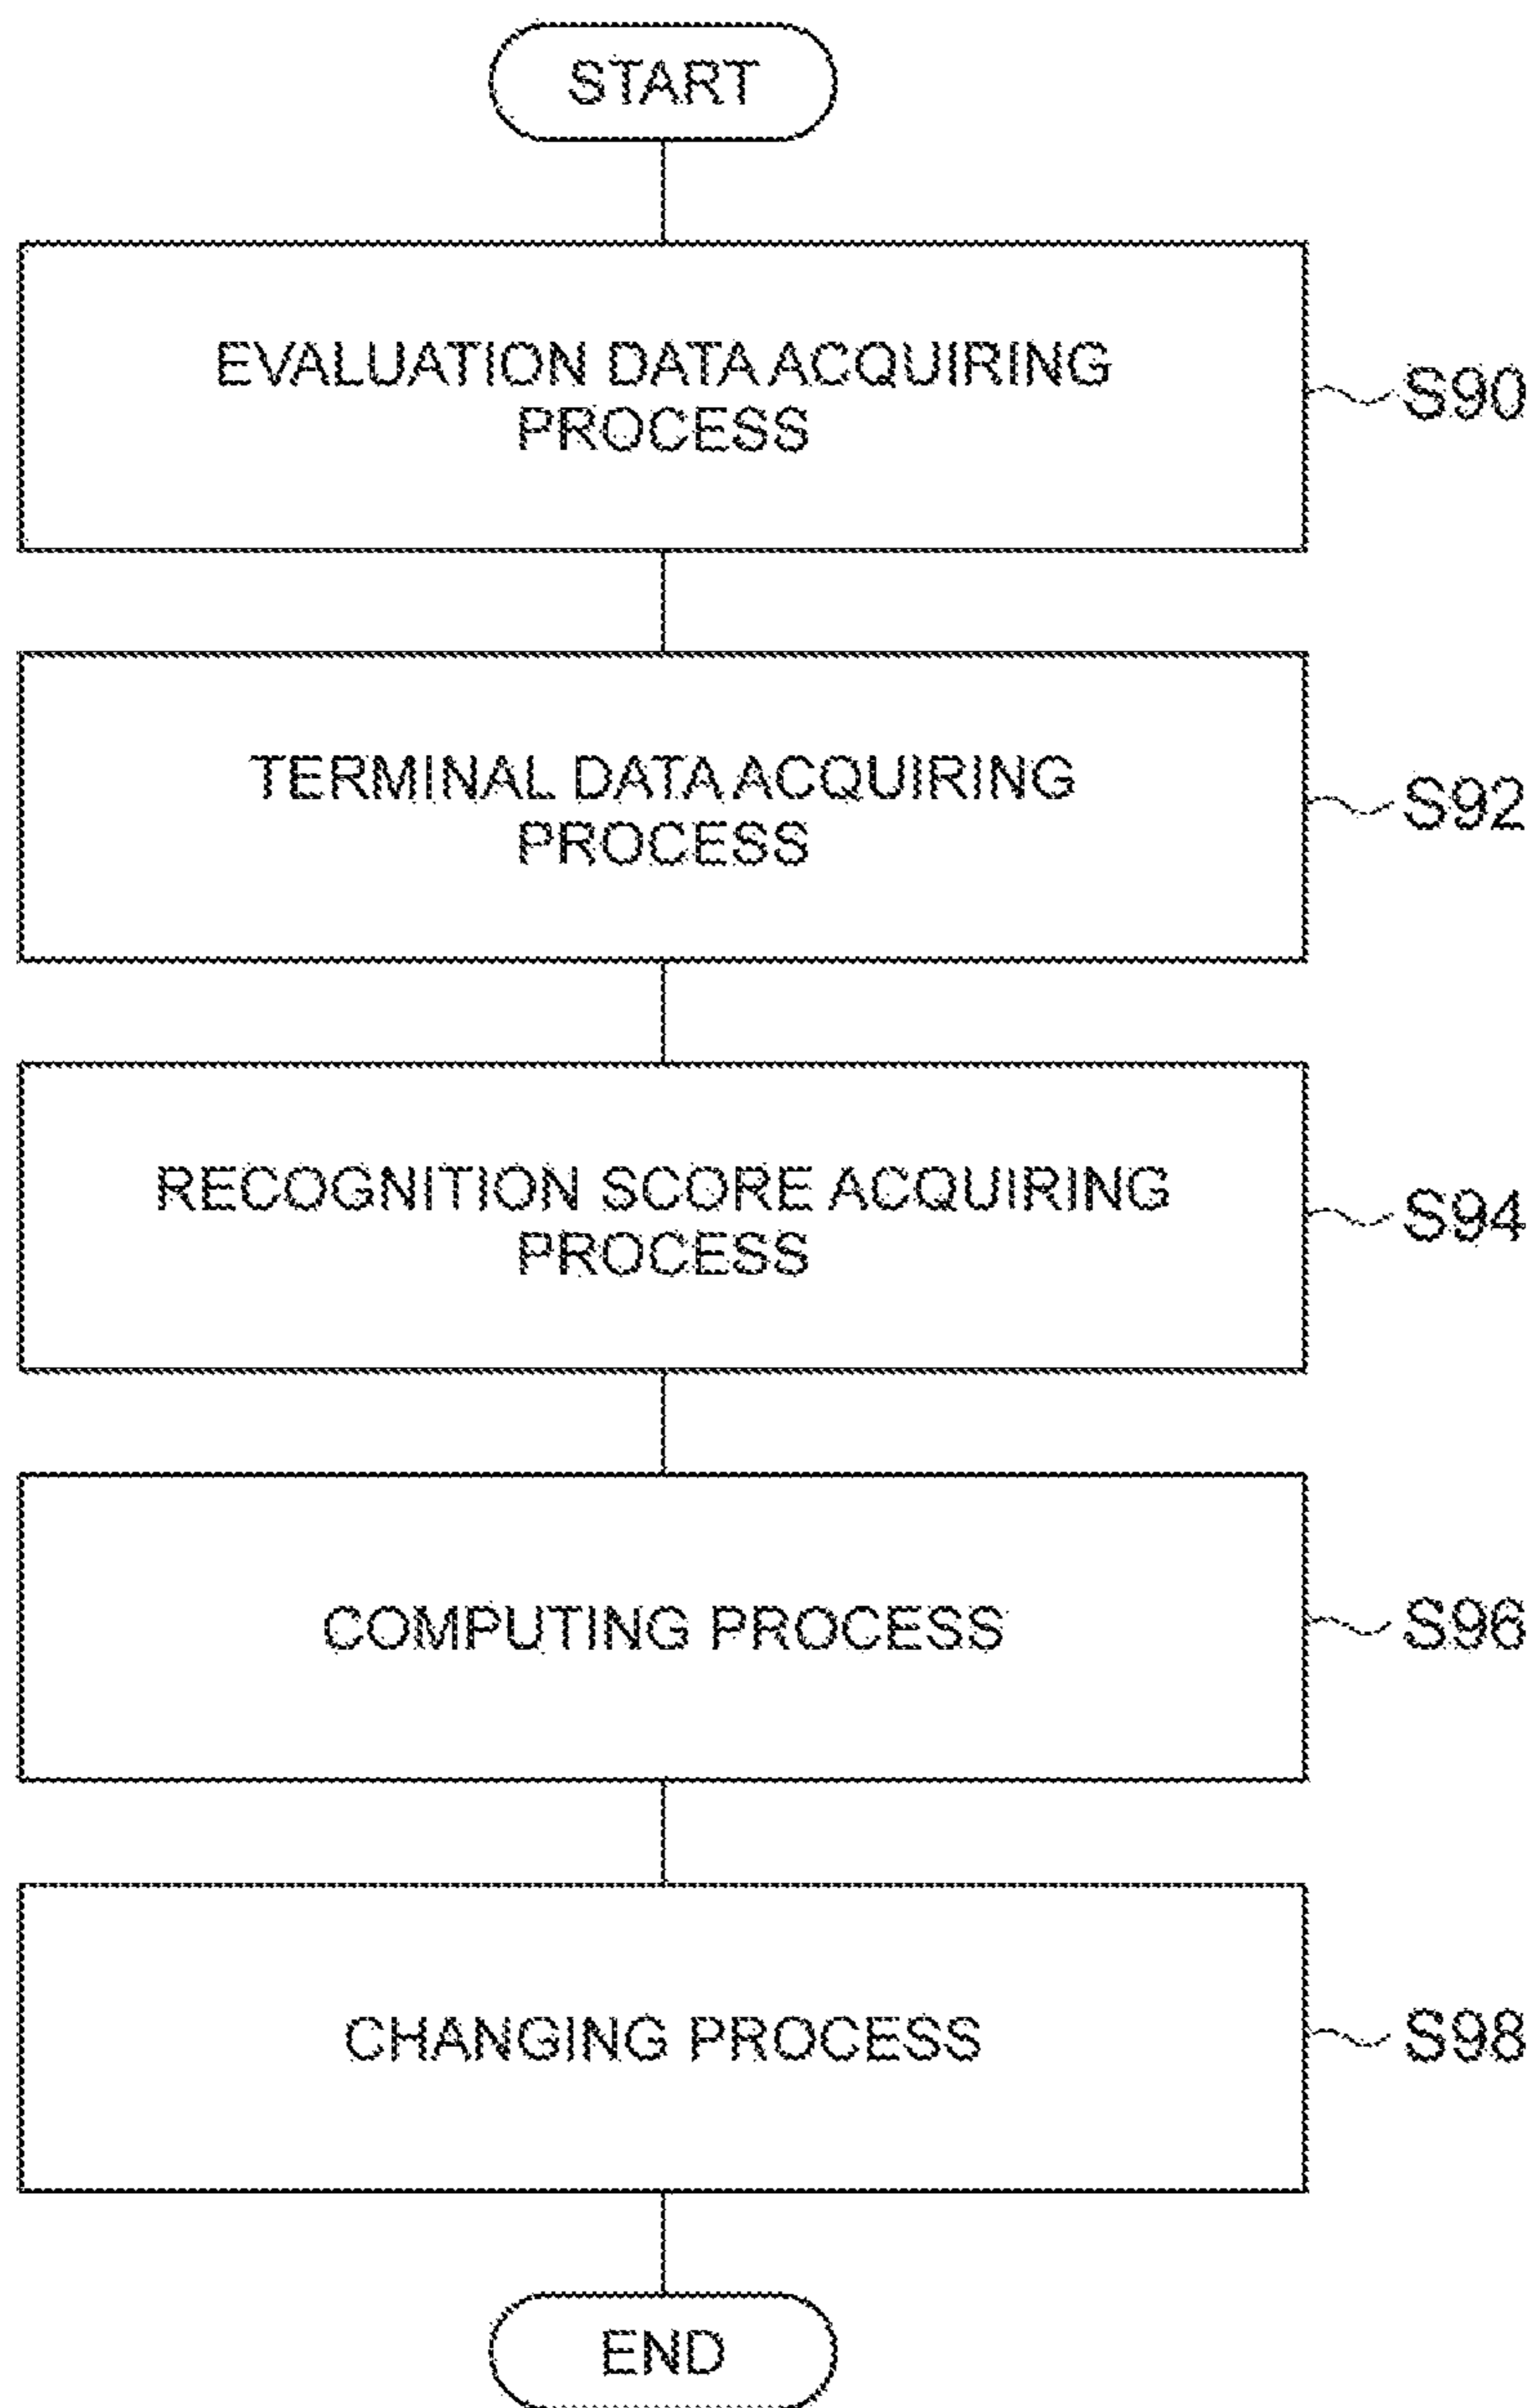 START
EVALUATION DATA ACQUIRING
PROCESS
S90
TERMINAL DATA ACQUIRING
PROCESS
S92
RECOGNITION SCORE ACQUIRING
PROCESS
S94
COMPUTING PROCESS
S96
CHANGING PROCESS
S98
END